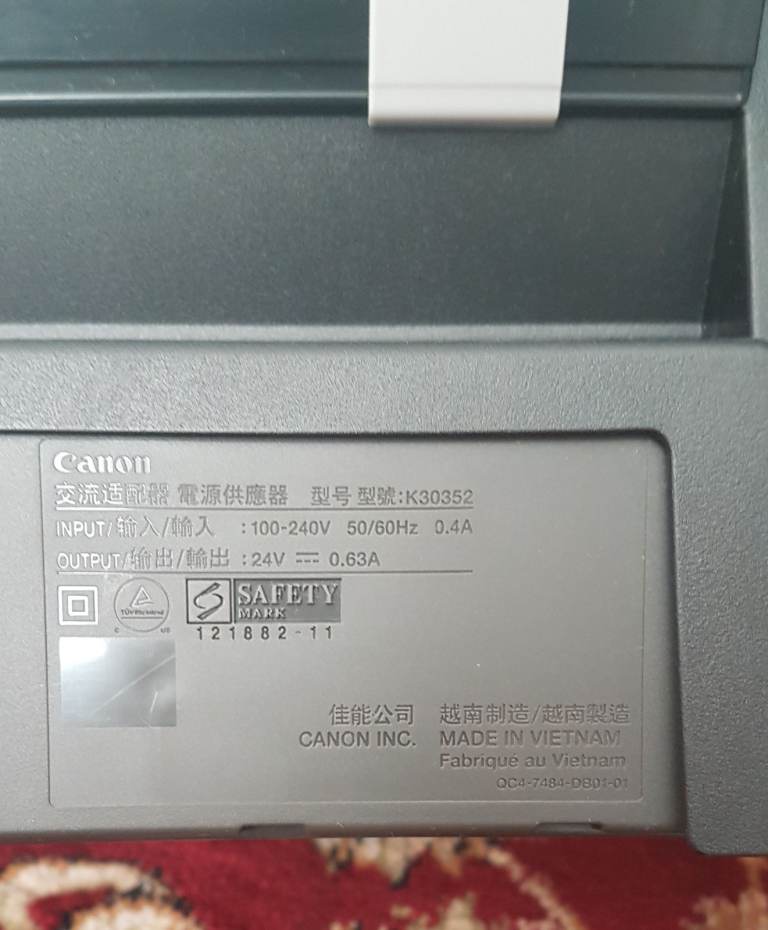 Canon
交流适配器 電源供應器 型号 型號:K30352
INPUT/输入/輸入 :100-240V 50/60Hz 0.4A
OUTPUT/输出/輸出 :24V ⎓ 0.63A
TÜVRheinland
C US
SAFETY
MARK
121882-11
佳能公司 越南制造/越南製造
CANON INC. MADE IN VIETNAM
Fabriqué au Vietnam
QC4-7484-DB01-01